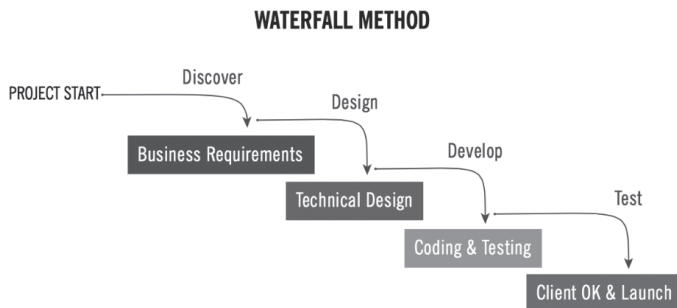 WATERFALL METHOD
Discover
PROJECT START
Design
Business Requirements
Develop
Technical Design
Test
Coding & Testing
Client OK & Launch